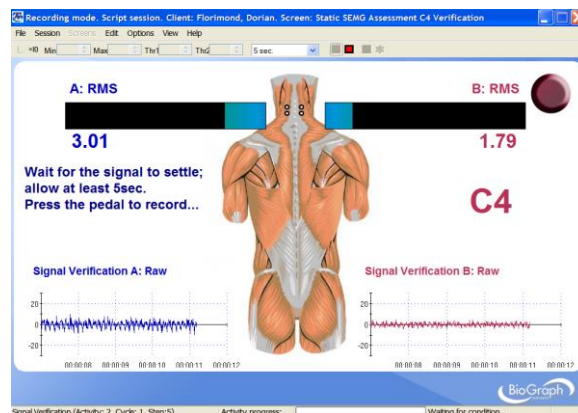 Recording mode. Script session. Client: Florimond, Dorian. Screen: Static SEMG Assessment C4 Verification
File Session Screens Edit Options View Help
Min Max Thr1 Thr2 5 sec.
A: RMS
B: RMS
3.01
1.79
Wait for the signal to settle;
allow at least 5sec.
Press the pedal to record...
C4
Signal Verification A: Raw
Signal Verification B: Raw
20
0
-20
00:00:08 00:00:09 00:00:10 00:00:11 00:00:12
20
0
-20
00:00:08 00:00:09 00:00:10 00:00:11 00:00:12
BioGraph
Signal Verification (Activity: 2, Cycle: 1, Step:5) Activity progress: Waiting for condition